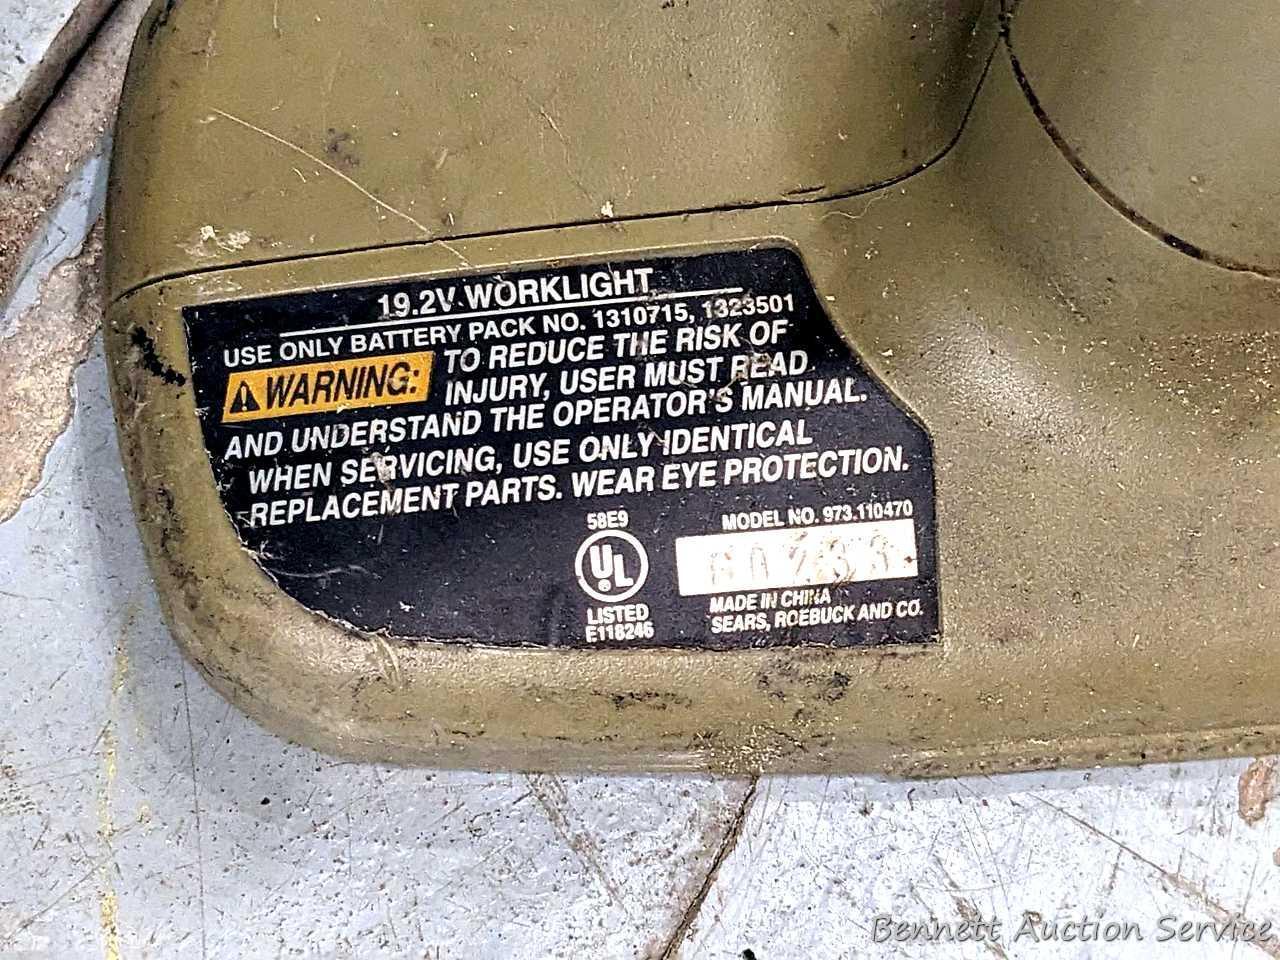 19.2V WORKLIGHT
USE ONLY BATTERY PACK NO. 1310715, 1323501
WARNING: TO REDUCE THE RISK OF
INJURY, USER MUST READ
AND UNDERSTAND THE OPERATOR'S MANUAL.
WHEN SERVICING, USE ONLY IDENTICAL
REPLACEMENT PARTS. WEAR EYE PROTECTION.
58E9
UL
®
LISTED
E118246
MODEL NO. 973.110470
MADE IN CHINA
SEARS, ROEBUCK AND CO.
Bennett Auction Service